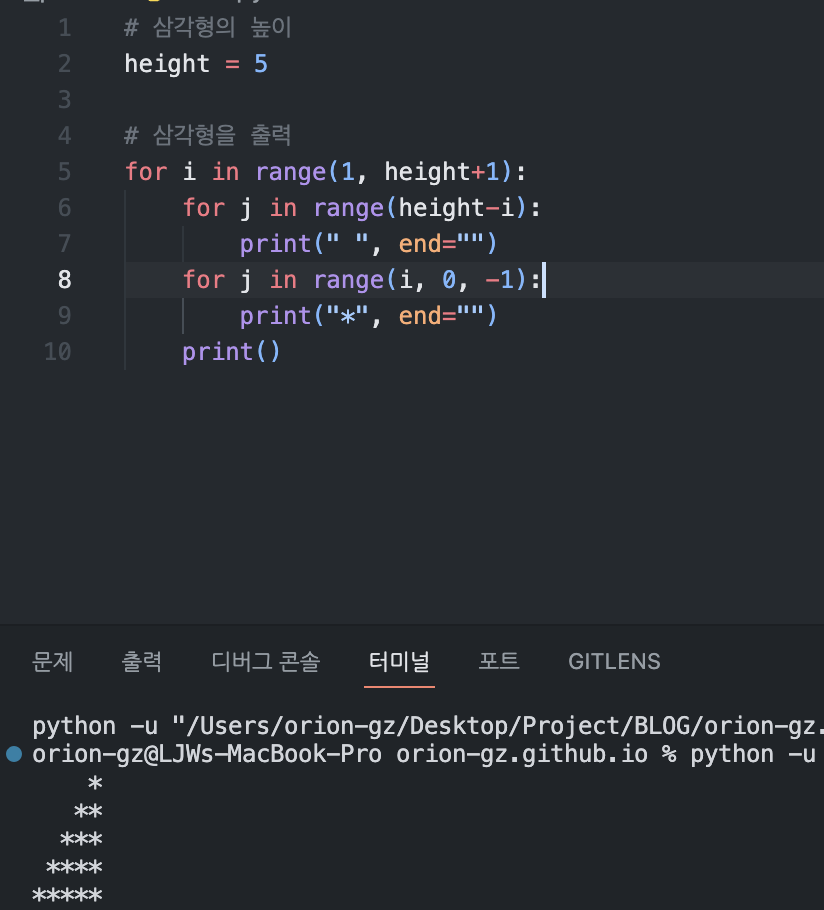 1 # 삼각형의 높이
2 height = 5
3
4 # 삼각형을 출력
5 for i in range(1, height+1):
6     for j in range(height-i):
7         print(" ", end="")
8     for j in range(i, 0, -1):
9         print("*", end="")
10     print()
문제 출력 디버그 콘솔 터미널 포트 GITLENS
python -u "/Users/orion-gz/Desktop/Project/BLOG/orion-gz.
orion-gz@LJWs-MacBook-Pro orion-gz.github.io % python -u
    *
   **
  ***
 ****
*****